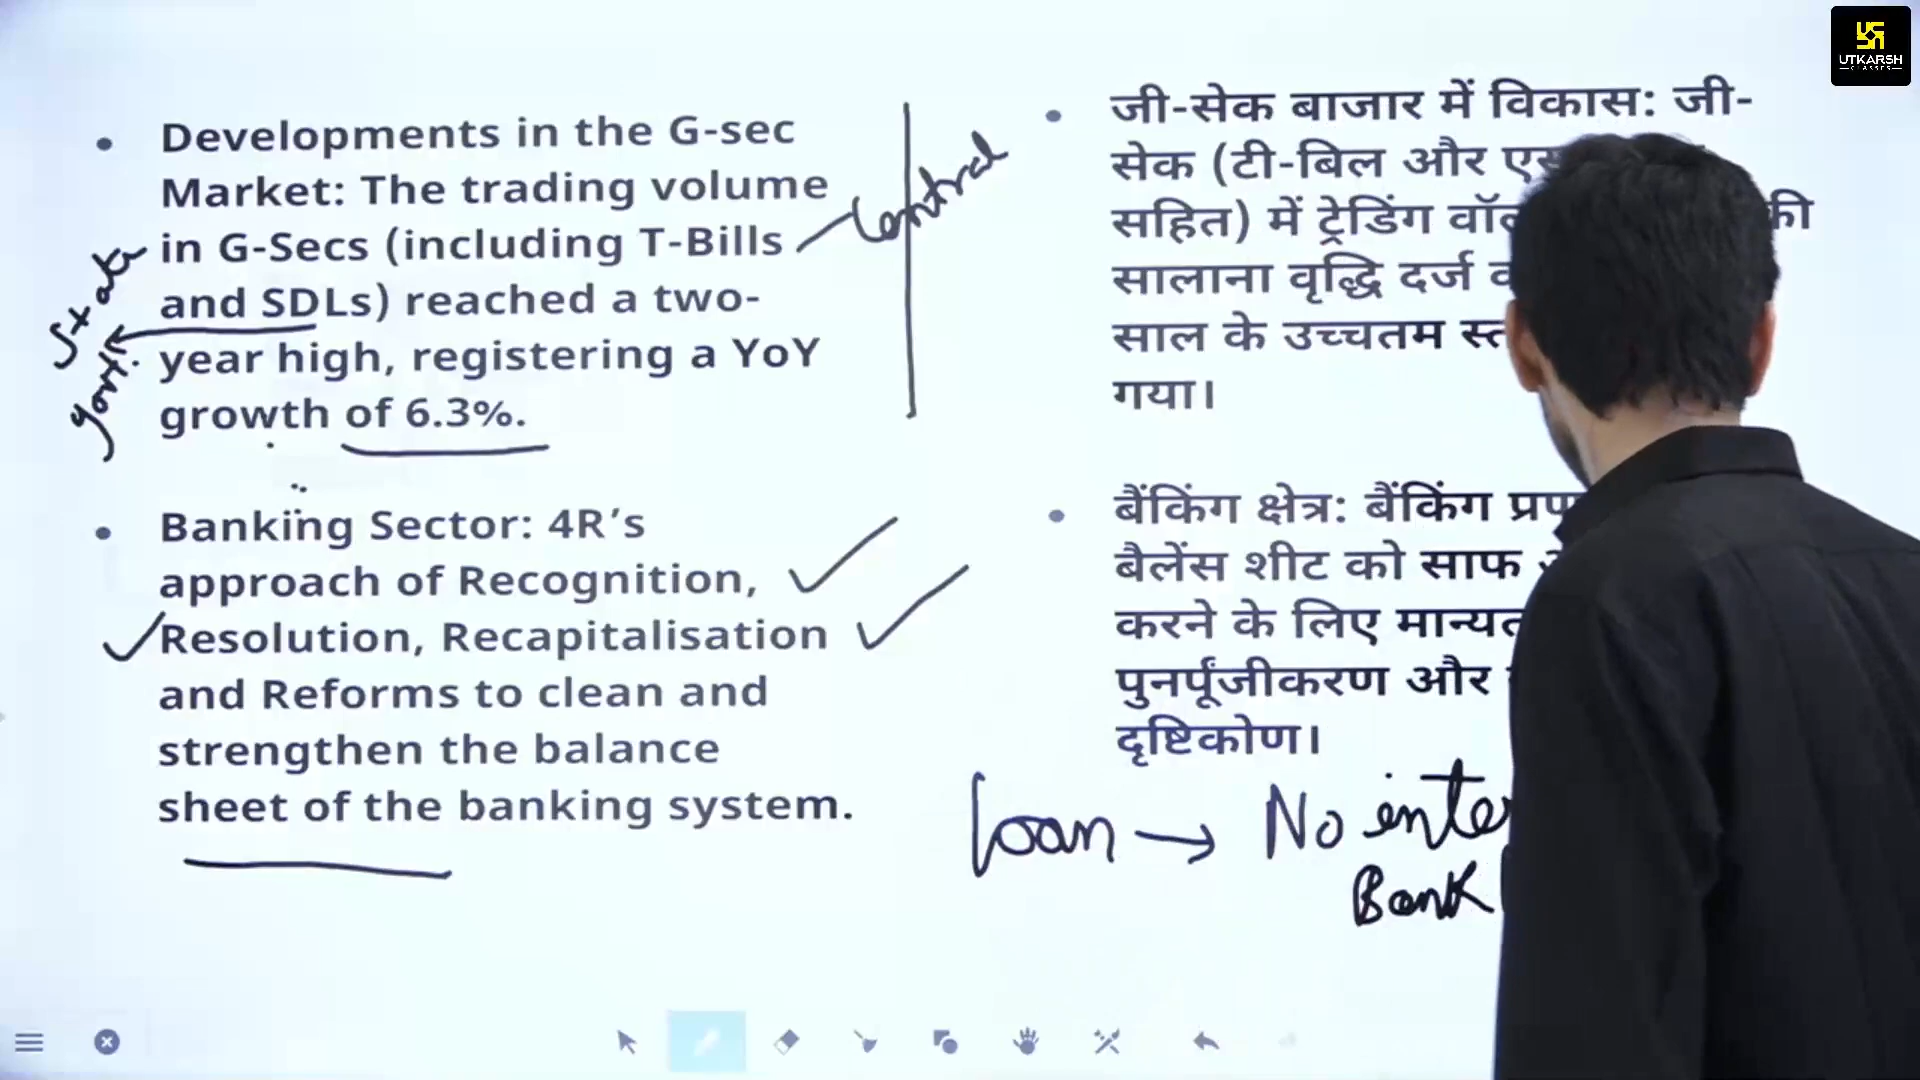 UTKARSH
CLASSES
Developments in the G-sec
Market: The trading volume
in G-Secs (including T-Bills
and SDLs) reached a two-
year high, registering a YoY
growth of 6.3%.
Central
State
govt.
Banking Sector: 4R's
approach of Recognition,
Resolution, Recapitalisation
and Reforms to clean and
strengthen the balance
sheet of the banking system.
जी-सेक बाजार में विकास: जी-
सेक (टी-बिल और
सहित) में ट्रेडिंग की
सालाना वृद्धि दर्ज
साल के उच्चतम
गया।
बैंकिंग क्षेत्र: बैंकिंग
बैलेंस शीट को साफ
करने के लिए
पुनर्पूंजीकरण और
दृष्टिकोण।
Loan → No
Bank